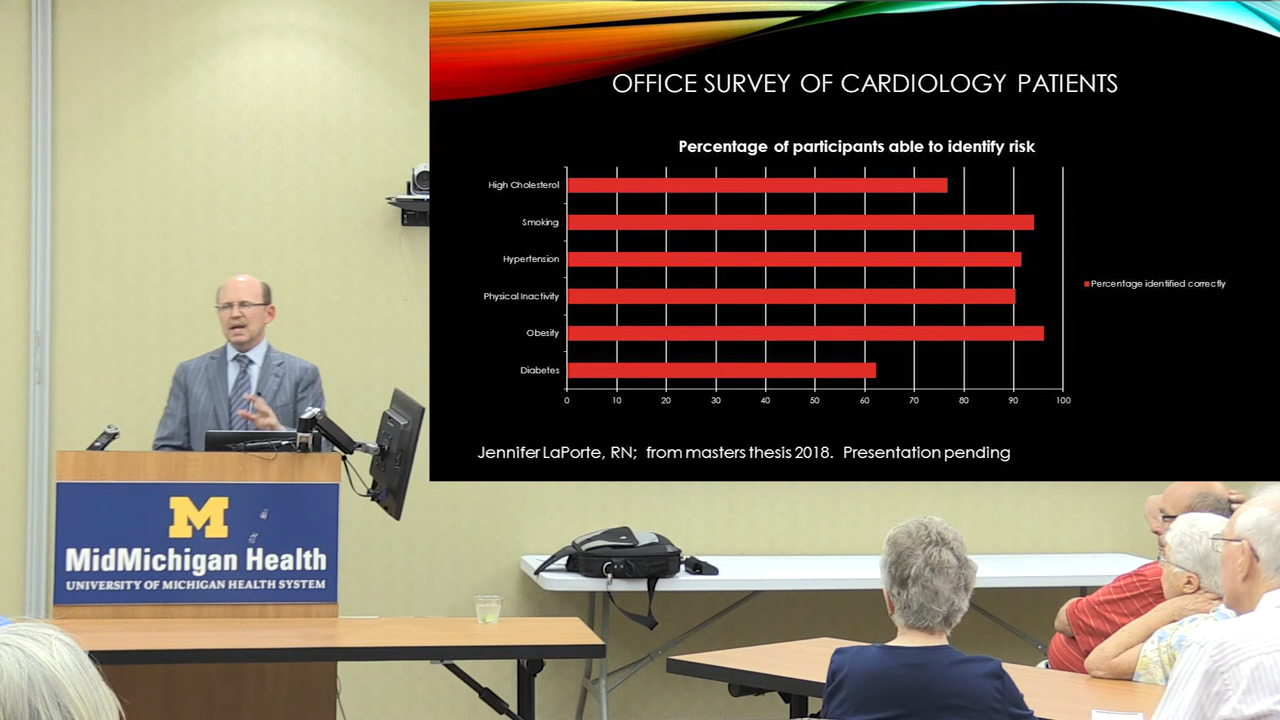 OFFICE SURVEY OF CARDIOLOGY PATIENTS
Percentage of participants able to identify risk
High Cholesterol
Smoking
Hypertension
Physical Inactivity
Obesity
Diabetes
0 10 20 30 40 50 60 70 80 90 100
Percentage identified correctly
Jennifer LaPorte, RN; from masters thesis 2018. Presentation pending
M
MidMichigan Health
UNIVERSITY OF MICHIGAN HEALTH SYSTEM